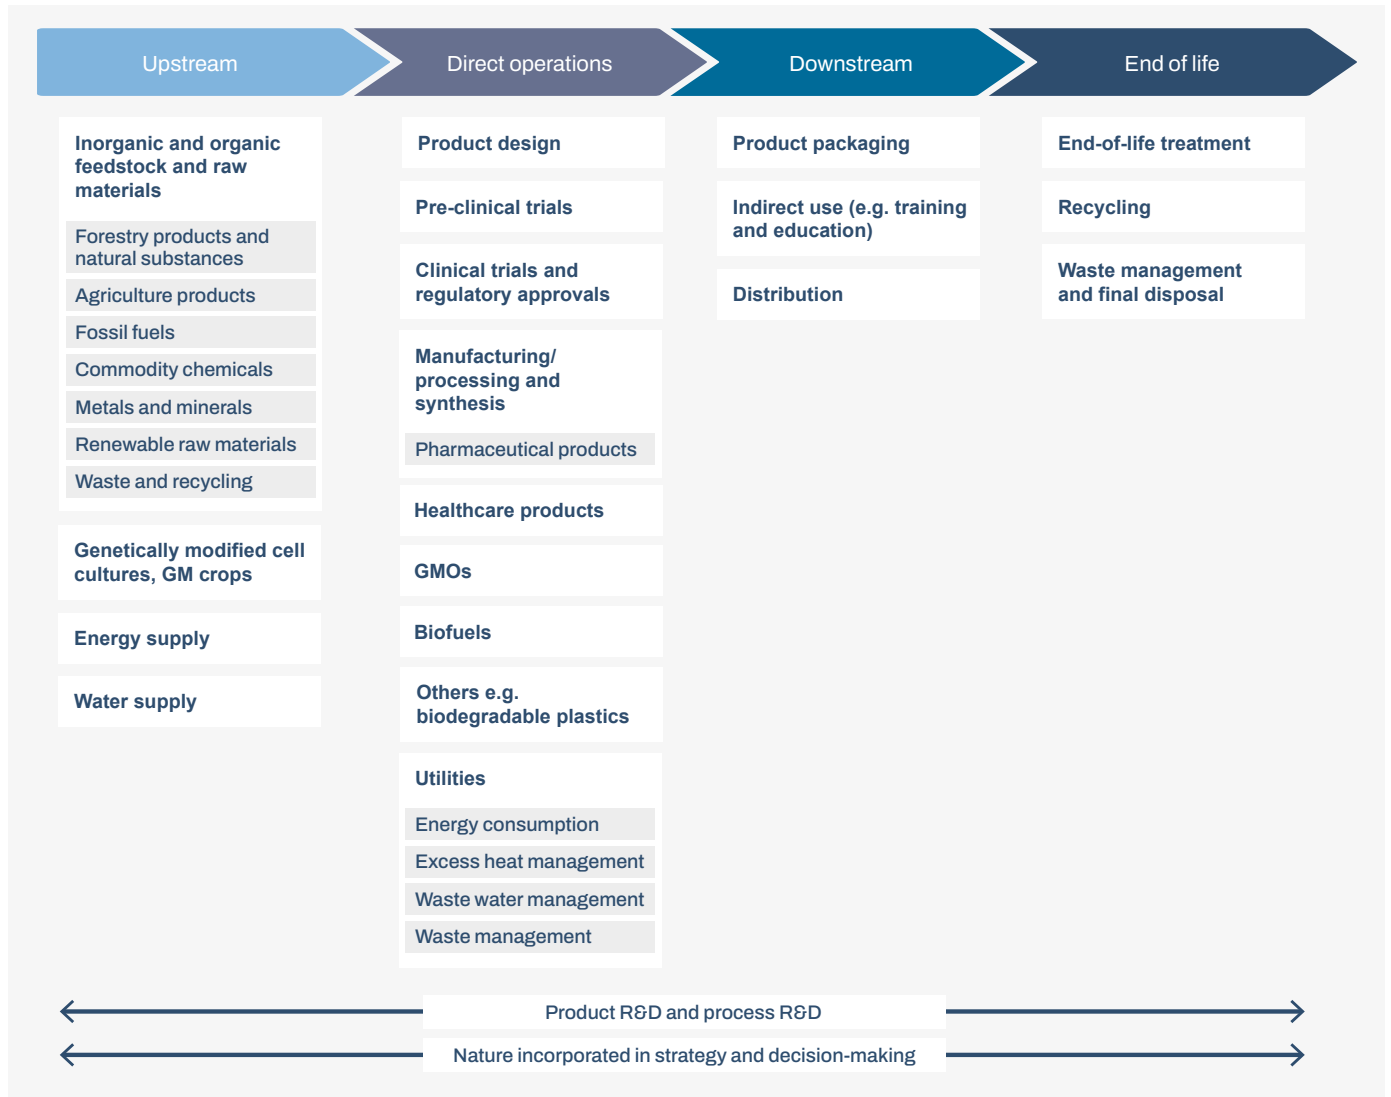 Upstream
Direct operations
Downstream
End of life
Inorganic and organic
feedstock and raw
materials
Forestry products and
natural substances
Agriculture products
Fossil fuels
Commodity chemicals
Metals and minerals
Renewable raw materials
Waste and recycling
Genetically modified cell
cultures, GM crops
Energy supply
Water supply
Product design
Pre-clinical trials
Clinical trials and
regulatory approvals
Manufacturing/
processing and
synthesis
Pharmaceutical products
Healthcare products
GMOs
Biofuels
Others e.g.
biodegradable plastics
Utilities
Energy consumption
Excess heat management
Waste water management
Waste management
Product packaging
Indirect use (e.g. training
and education)
Distribution
End-of-life treatment
Recycling
Waste management
and final disposal
Product R&D and process R&D
Nature incorporated in strategy and decision-making